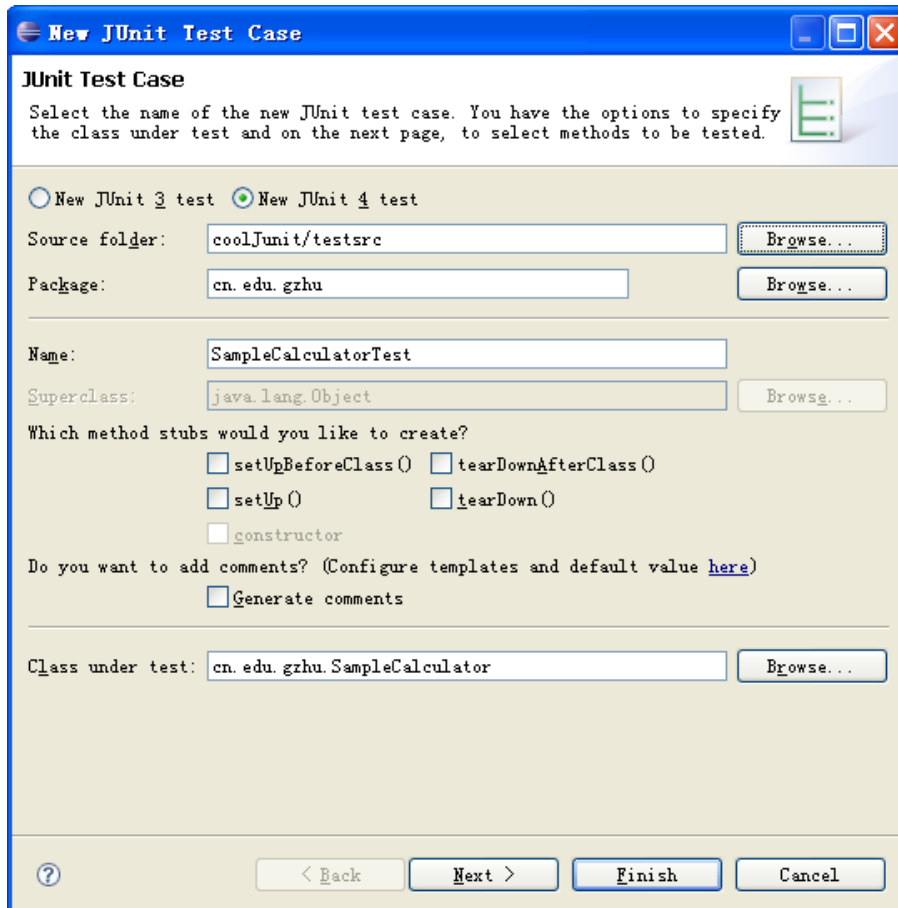 New JUnit Test Case
JUnit Test Case
Select the name of the new JUnit test case. You have the options to specify
the class under test and on the next page, to select methods to be tested.
New JUnit 3 test New JUnit 4 test
Source folder: coolJunit/testsrc Browse...
Package: cn.edu.gzhu Browse...
Name: SampleCalculatorTest
Superclass: java.lang.Object Browse...
Which method stubs would you like to create?
setUpBeforeClass() tearDownAfterClass()
setUp() tearDown()
constructor
Do you want to add comments? (Configure templates and default value here)
Generate comments
Class under test: cn.edu.gzhu.SampleCalculator Browse...
? < Back Next > Finish Cancel